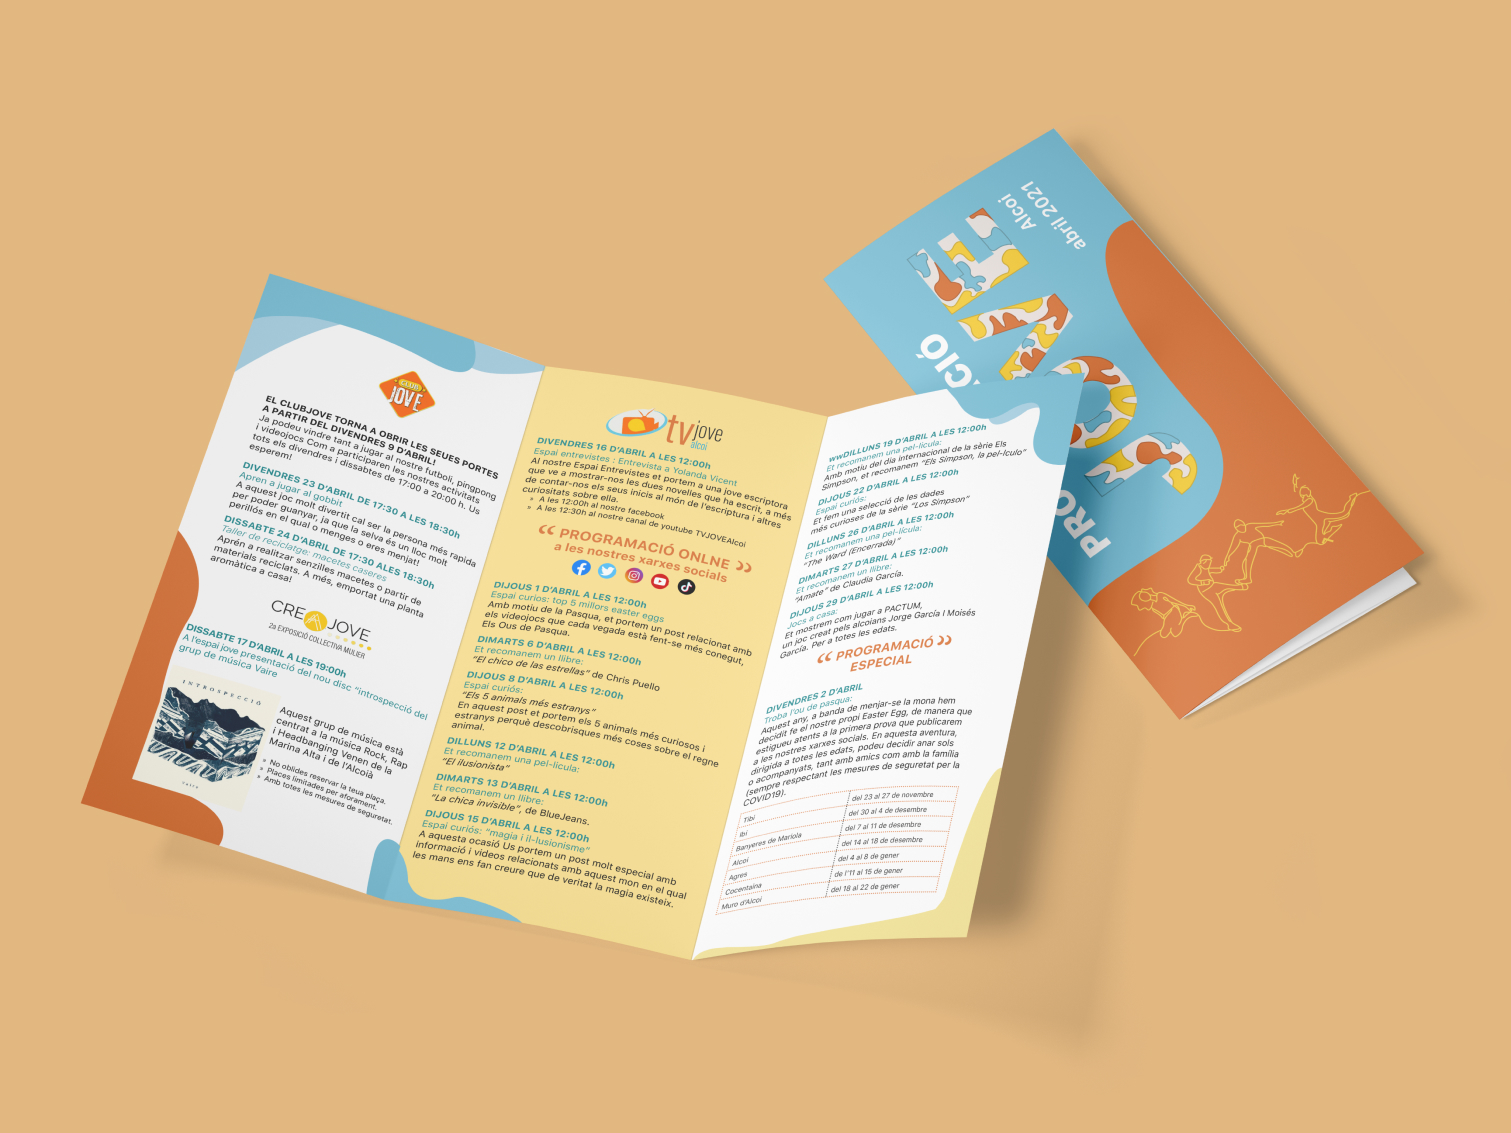 CLUB
JOVE
EL CLUBJOVE TORNA A OBRIR LES SEUES PORTES
A PARTIR DEL DIVENDRES 9 D'ABRIL!
Ja podeu vindre tant a jugar al nostre futbolí, pingpong
i videojocs Com a participaren les nostres activitats
tots els divendres i dissabtes de 17:00 a 20:00 h. Us
esperem!
DIVENDRES 23 D'ABRIL DE 17:30 A LES 18:30h
Apren a jugar al gobbit
A aquest joc molt divertit cal ser la persona més rapida
per poder guanyar, ja que la selva és un lloc molt
perillós en el qual o menges o eres menjat!
DISSABTE 24 D'ABRIL DE 17:30 ALES 18:30h
Taller de reciclatge: macetes caseres
Aprén a realitzar senzilles macetes o partir de
materials reciclats. A més, emportat una planta
aromàtica a casa!
CRE JOVE
2a EXPOSICIÓ COL·LECTIVA MULIER
DISSABTE 17 D'ABRIL A LES 19:00h
A l'espai jove presentació del nou disc "introspecció del
grup de música Vaire
INTROSPECCIÓ
Aquest grup de música està
centrat a la música Rock, Rap
i Headbanging Venen de la
Marina Alta i de l'Alcoià
» No oblides reservar la teua plaça.
» Places limitades per aforament.
» Amb totes les mesures de seguretat.
tvjove
alcoi
DIVENDRES 16 D'ABRIL A LES 12:00h
Espai entrevistes : Entrevista a Yolanda Vicent
Al nostre Espai Entrevistes et portem a una jove escriptora
que ve a mostrar-nos les dues novelles que ha escrit, a més
de contar-nos els seus inicis al món de l'escriptura i altres
curiositats sobre ella.
» A les 12:00h al nostre facebook
» A les 12:30h al nostre canal de youtube TVJOVEAlcoi
“ PROGRAMACIÓ ONLNE ”
a les nostres xarxes socials
DIJOUS 1 D'ABRIL A LES 12:00h
Espai curios: top 5 millors easter eggs
Amb motiu de la Pasqua, et portem un post relacionat amb
els videojocs que cada vegada està fent-se més conegut,
Els Ous de Pasqua.
DIMARTS 6 D'ABRIL A LES 12:00h
Et recomanem un llibre:
"El chico de las estrellas" de Chris Puello
DIJOUS 8 D'ABRIL A LES 12:00h
Espai curiós:
"Els 5 animals més estranys"
En aquest post et portem els 5 animals més curiosos i
estranys perquè descobrisques més coses sobre el regne
animal.
DILLUNS 12 D'ABRIL A LES 12:00h
Et recomanem una pel-lícula:
"El ilusionista"
DIMARTS 13 D'ABRIL A LES 12:00h
Et recomanem un llibre:
"La chica invisible", de BlueJeans.
DIJOUS 15 D'ABRIL A LES 12:00h
Espai curiós: "magia i il-lusionisme"
A aquesta ocasió Us portem un post molt especial amb
informació i videos relacionats amb aquest mon en el qual
les mans ens fan creure que de veritat la magia existeix.
wwDILLUNS 19 D'ABRIL A LES 12:00h
Et recomanem una pel-lícula:
Amb motiu del dia internacional de la sèrie Els
Simpson, et recomanem "Els Simpson, la pel-lculo"
DIJOUS 22 D'ABRIL A LES 12:00h
Espai curiós:
Et fem una selecció de les dades
més curioses de la sèrie "Los Simpson"
DILLUNS 26 D'ABRIL A LES 12:00h
Et recomanem una pel-lícula:
"The Ward (Encerrada)"
DIMARTS 27 D'ABRIL A LES 12:00h
Et recomanem un llibre:
"Amate" de Claudia García.
DIJOUS 29 D'ABRIL A LES 12:00h
Jocs a casa:
Et mostrem com jugar a PACTUM,
un joc creat pels alcoians Jorge García I Moisés
García. Per a totes les edats.
“ PROGRAMACIÓ ”
ESPECIAL
DIVENDRES 2 D'ABRIL
Troba l'ou de pasqua:
Aquest any, a banda de menjar-se la mona hem
decidit fe el nostre propi Easter Egg, de manera que
estigueu atents a la primera prova que publicarem
a les nostres xarxes socials. En aquesta aventura,
dirigida a totes les edats, podeu decidir anar sols
o acompanyats, tant amb amics com amb la família
(sempre respectant les mesures de seguretat per la
COVID19).
Tibi del 23 al 27 de novembre
Ibi del 30 al 4 de desembre
Banyeres de Mariola del 7 al 11 de desembre
Alcoi del 14 al 18 de desembre
Agres del 4 al 8 de gener
Cocentaina de l'11 al 15 de gener
Muro d'Alcoi del 18 al 22 de gener
PRO ACIÓ
JOVE
Alcoi
abril 2021